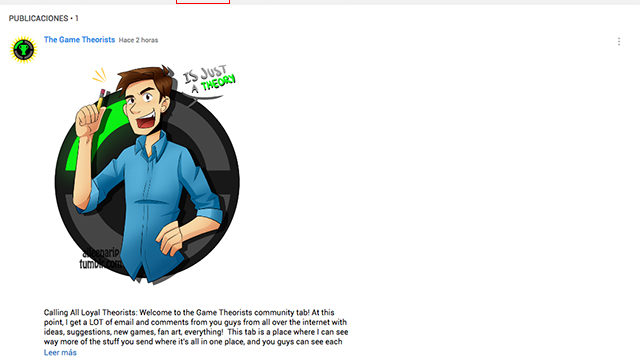 PUBLICACIONES • 1
The Game Theorists Hace 2 horas
IS JUST
A THEORY
tumblr.com
Calling All Loyal Theorists: Welcome to the Game Theorists community tab! At this
point, I get a LOT of email and comments from you guys from all over the internet with
ideas, suggestions, new games, fan art, everything! This tab is a place where I can see
way more of the stuff you send where it's all in one place, and you guys can see each
Leer más